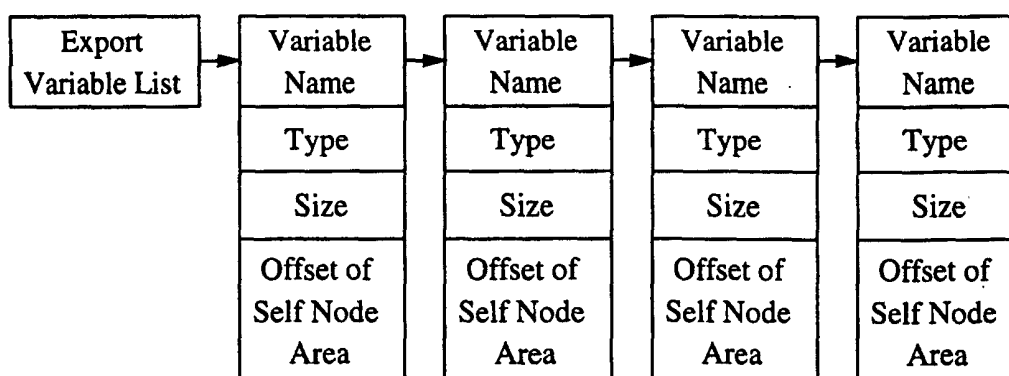 Export
Variable List
Variable
Name
Type
Size
Offset of
Self Node
Area
Variable
Name
Type
Size
Offset of
Self Node
Area
Variable
Name
Type
Size
Offset of
Self Node
Area
Variable
Name
Type
Size
Offset of
Self Node
Area